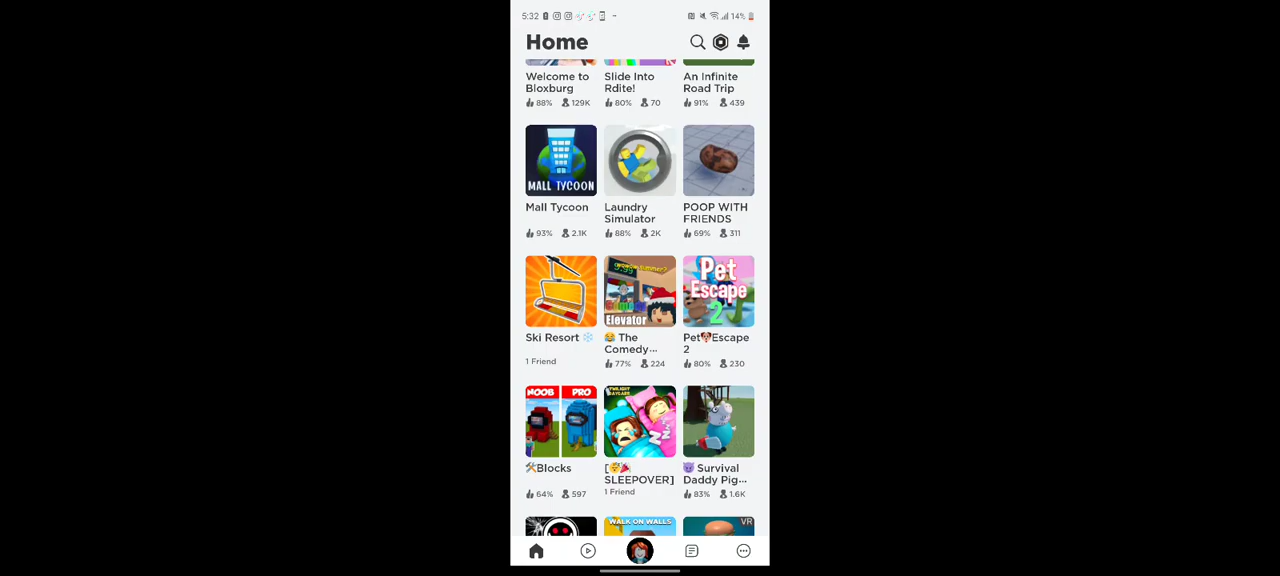 5:32
14%
Home
Welcome to Bloxburg
88% 129K
Slide Into Rdite!
80% 70
An Infinite Road Trip
91% 439
MALL TYCOON
Mall Tycoon
93% 2.1K
Laundry Simulator
88% 2K
POOP WITH FRIENDS
69% 311
Ski Resort ❄️
1 Friend
Elevator
😂 The Comedy...
77% 224
Pet Escape 2
Pet🐶Escape 2
80% 230
NOOB PRO
🛠️Blocks
64% 597
TWILIGHT DAYCARE
[😴🎉 SLEEPOVER]
1 Friend
😈 Survival Daddy Pig...
83% 1.6K
WALK ON WALLS
VR